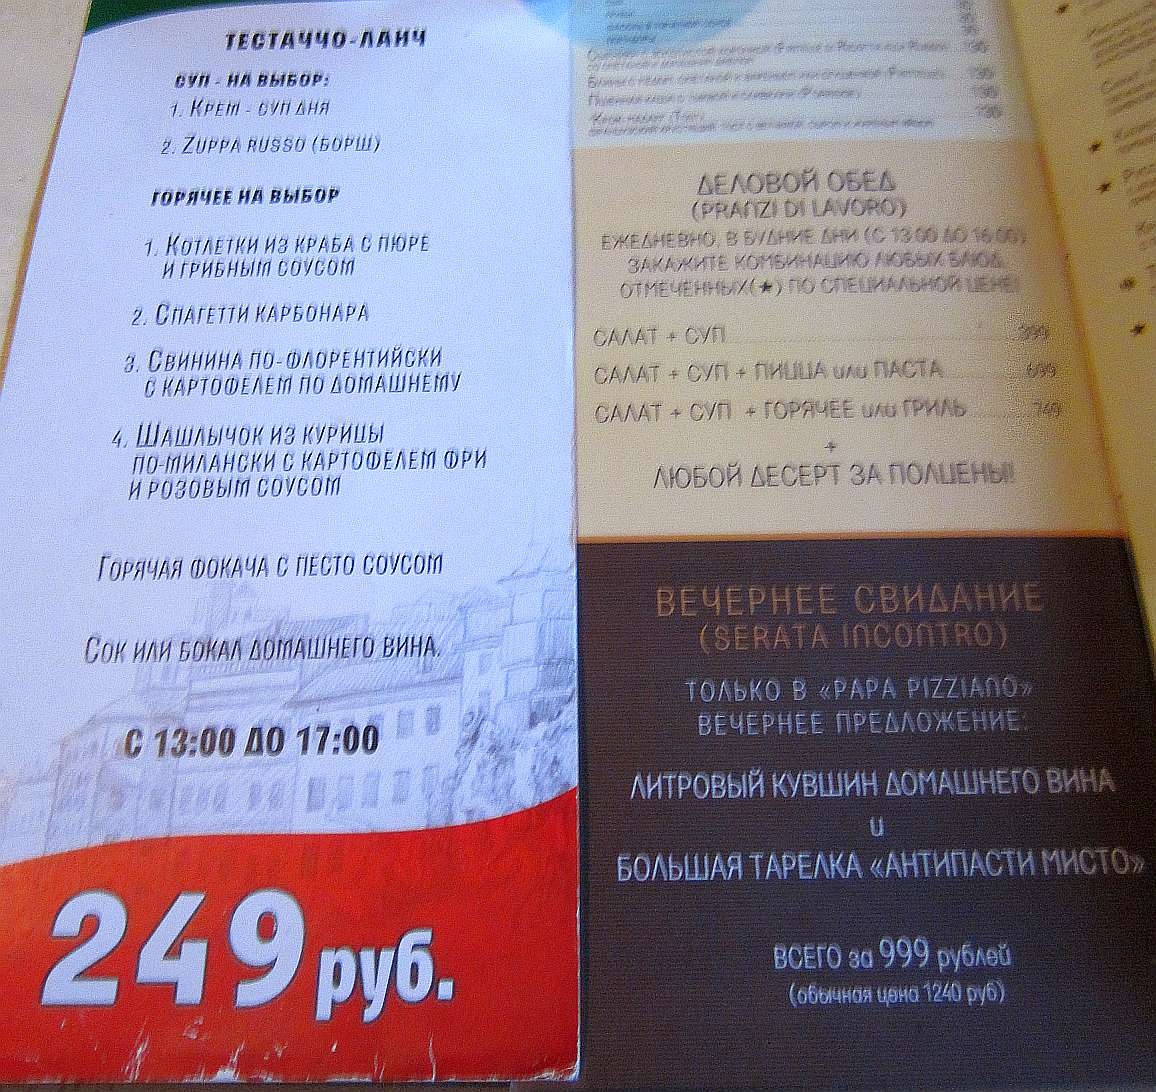 ТЕСТАЧЧО-ЛАНЧ
СУП - НА ВЫБОР:
1. КРЕМ - СУП ДНЯ
2. ZUPPA RUSSO (БОРЩ)
ГОРЯЧЕЕ НА ВЫБОР
1. КОТЛЕТКИ ИЗ КРАБА С ПЮРЕ
И ГРИБНЫМ СОУСОМ
2. СПАГЕТТИ КАРБОНАРА
3. СВИНИНА ПО-ФЛОРЕНТИЙСКИ
С КАРТОФЕЛЕМ ПО ДОМАШНЕМУ
4. ШАШЛЫЧОК ИЗ КУРИЦЫ
ПО-МИЛАНСКИ С КАРТОФЕЛЕМ ФРИ
И РОЗОВЫМ СОУСОМ
ГОРЯЧАЯ ФОКАЧА С ПЕСТО СОУСОМ
СОК ИЛИ БОКАЛ ДОМАШНЕГО ВИНА.
С 13:00 ДО 17:00
249 руб.
ДЕЛОВОЙ ОБЕД
(PRANZI DI LAVORO)
ЕЖЕДНЕВНО, В БУДНИЕ ДНИ (С 13:00 ДО 16:00)
ЗАКАЖИТЕ КОМБИНАЦИЮ ЛЮБЫХ БЛЮД,
ОТМЕЧЕННЫХ(★) ПО СПЕЦИАЛЬНОЙ ЦЕНЕ!
САЛАТ + СУП
САЛАТ + СУП + ПИЦЦА или ПАСТА 699
САЛАТ + СУП + ГОРЯЧЕЕ или ГРИЛЬ 749
+
ЛЮБОЙ ДЕСЕРТ ЗА ПОЛЦЕНЫ!
ВЕЧЕРНЕЕ СВИДАНИЕ
(SERATA INCONTRO)
ТОЛЬКО В «PAPA PIZZIANO»
ВЕЧЕРНЕЕ ПРЕДЛОЖЕНИЕ:
ЛИТРОВЫЙ КУВШИН ДОМАШНЕГО ВИНА
и
БОЛЬШАЯ ТАРЕЛКА «АНТИПАСТИ МИСТО»
ВСЕГО за 999 рублей
(обычная цена 1240 руб)